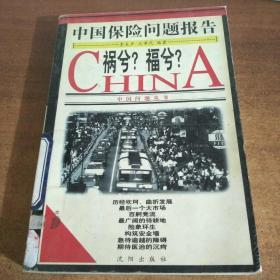 中国保险问题报告
祸兮？福兮？
CHINA
中国问题丛书
历经坎坷，曲折发展
最后一个大市场
百舸竞流
最广阔的待耕地
险象环生
构筑安全墙
急待逾越的障碍
期待医治的沉疴
沈阳出版社